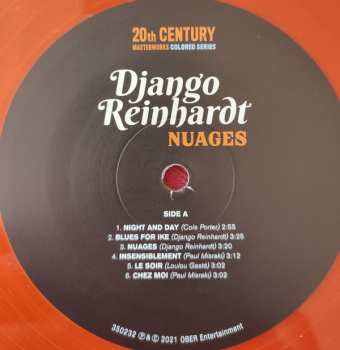 20th CENTURY
MASTERWORKS COLORED SERIES
Django
Reinhardt
NUAGES
SIDE A
1. NIGHT AND DAY (Cole Porter) 2:55
2. BLUES FOR IKE (Django Reinhardt) 3:25
3. NUAGES (Django Reinhardt) 3:20
4. INSENSIBLEMENT (Paul Misraki) 3:12
5. LE SOIR (Loulou Gasté) 3:02
6. CHEZ MOI (Paul Misraki) 3:02
350232 ℗ & © 2021 OBER Entertainment